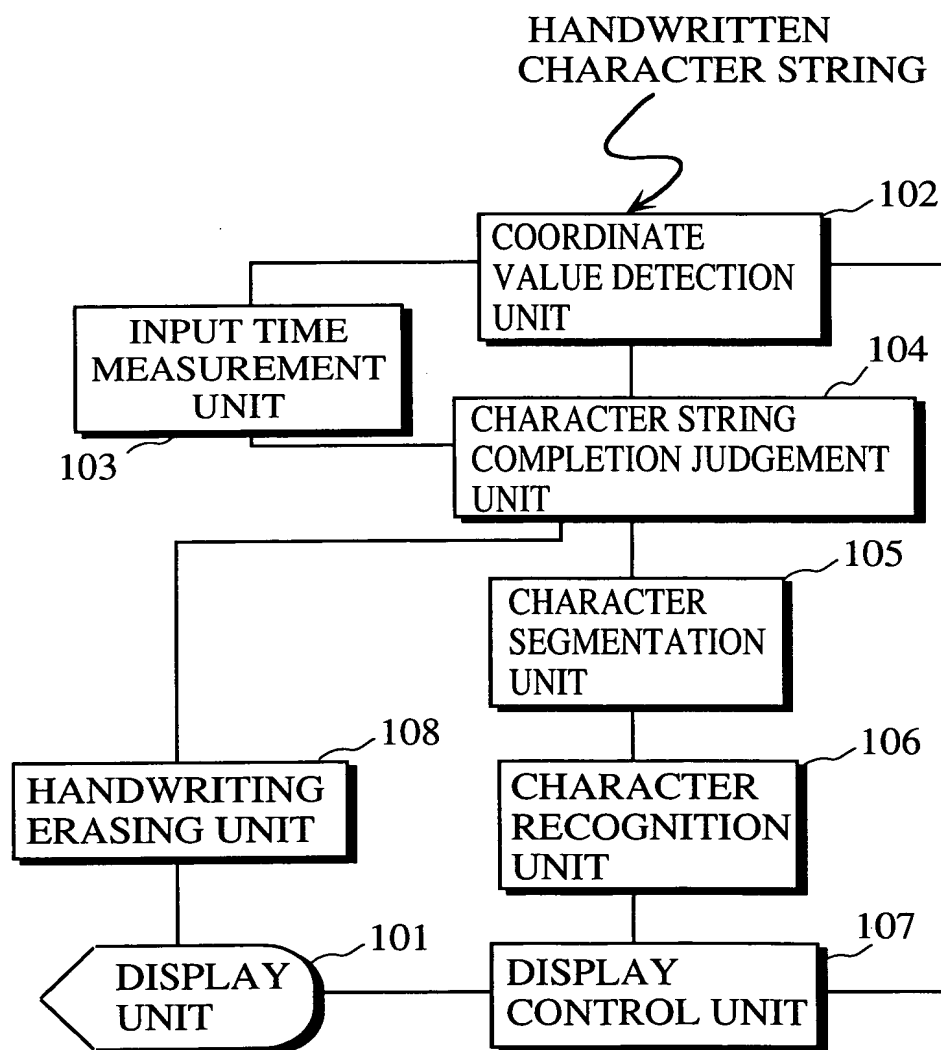 HANDWRITTEN
CHARACTER STRING
102
COORDINATE
VALUE DETECTION
UNIT
INPUT TIME
MEASUREMENT
UNIT
103
104
CHARACTER STRING
COMPLETION JUDGEMENT
UNIT
105
CHARACTER
SEGMENTATION
UNIT
108
HANDWRITING
ERASING UNIT
106
CHARACTER
RECOGNITION
UNIT
101
DISPLAY
UNIT
107
DISPLAY
CONTROL UNIT